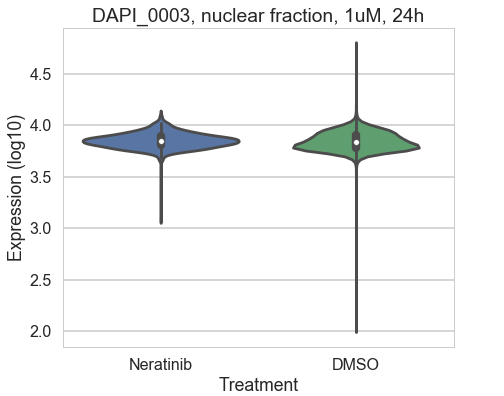 DAPI_0003, nuclear fraction, 1uM, 24h
Expression (log10)
4.5
4.0
3.5
3.0
2.5
2.0
Neratinib DMSO
Treatment